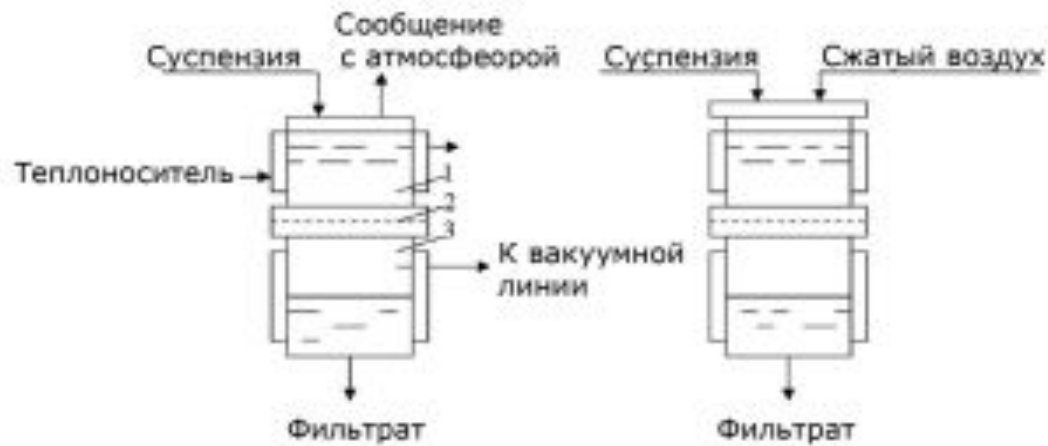 Сообщение
с атмосфеорой
Суспензия
Теплоноситель
1
2
3
К вакуумной
линии
Фильтрат
Суспензия
Сжатый воздух
Фильтрат